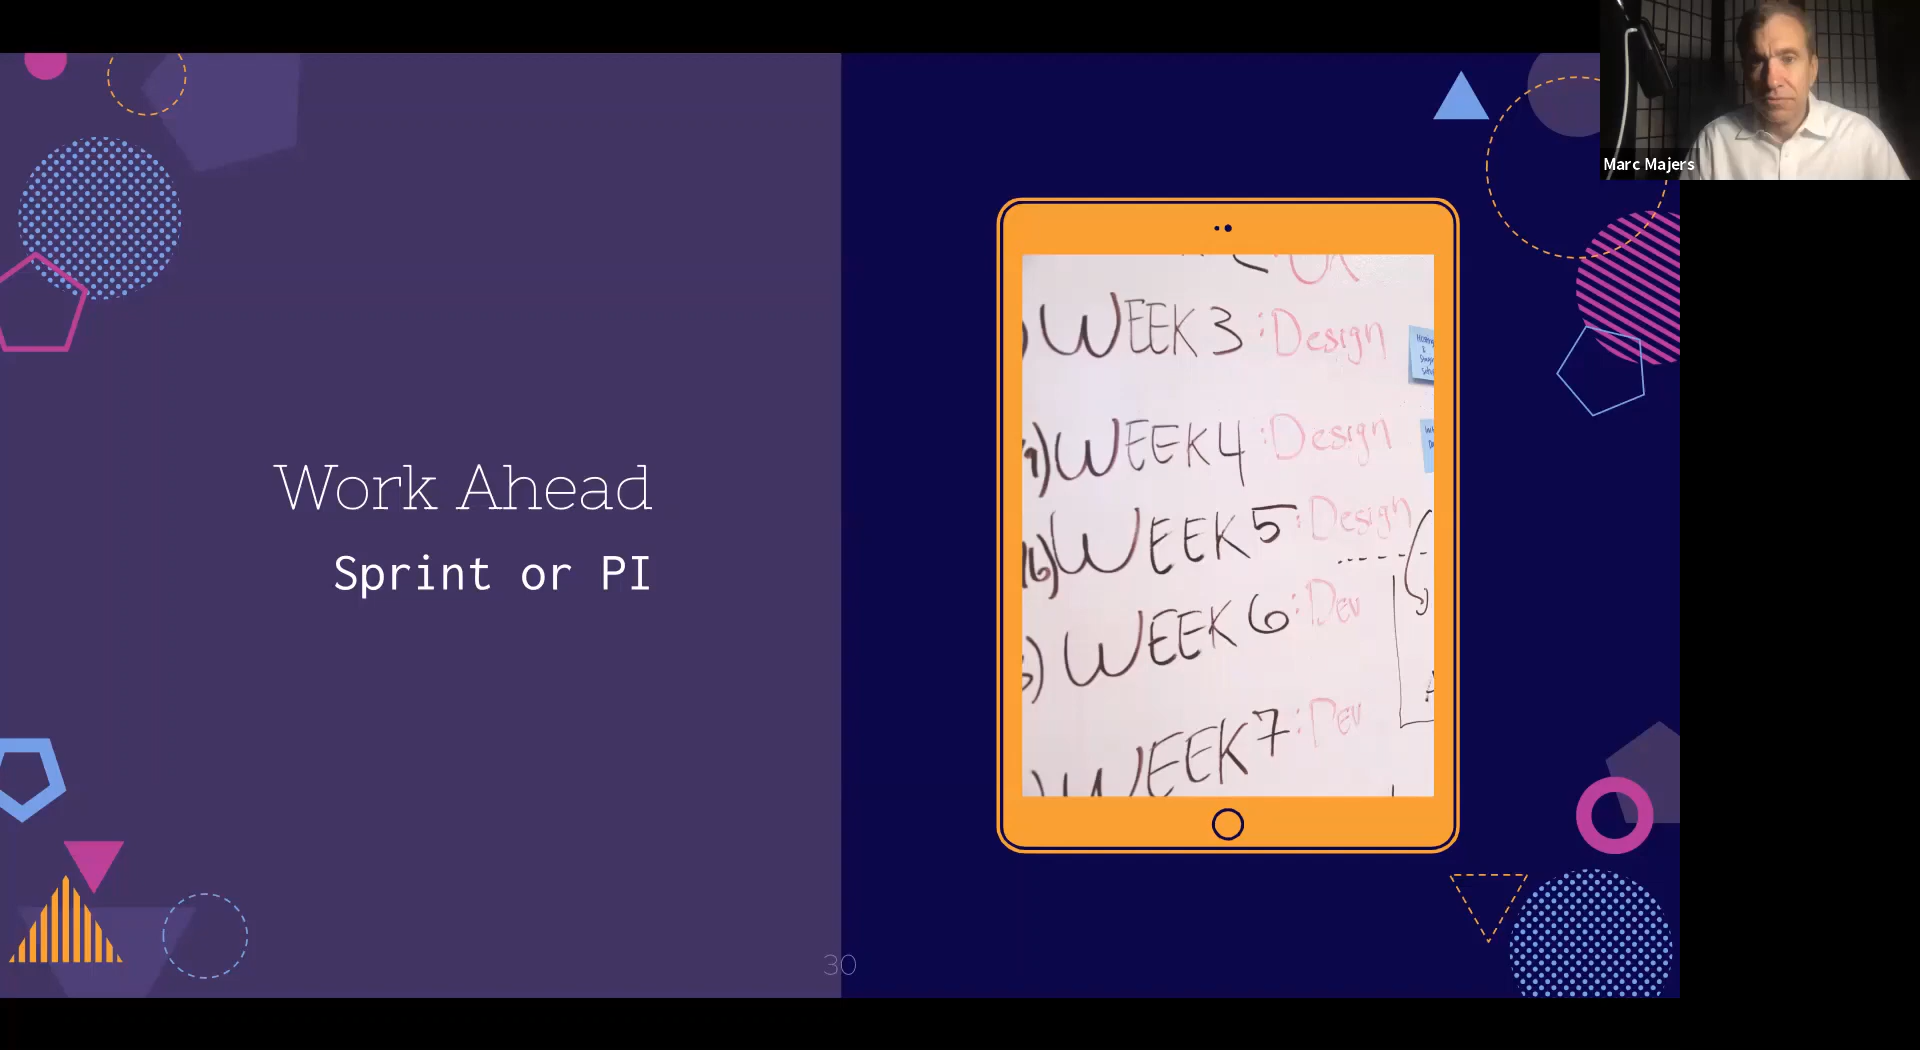 Marc Majers
Work Ahead
Sprint or PI
UX
WEEK 3 : Design
WEEK 4 : Design
WEEK 5 : Design
WEEK 6 : Dev
WEEK 7 : Dev
30